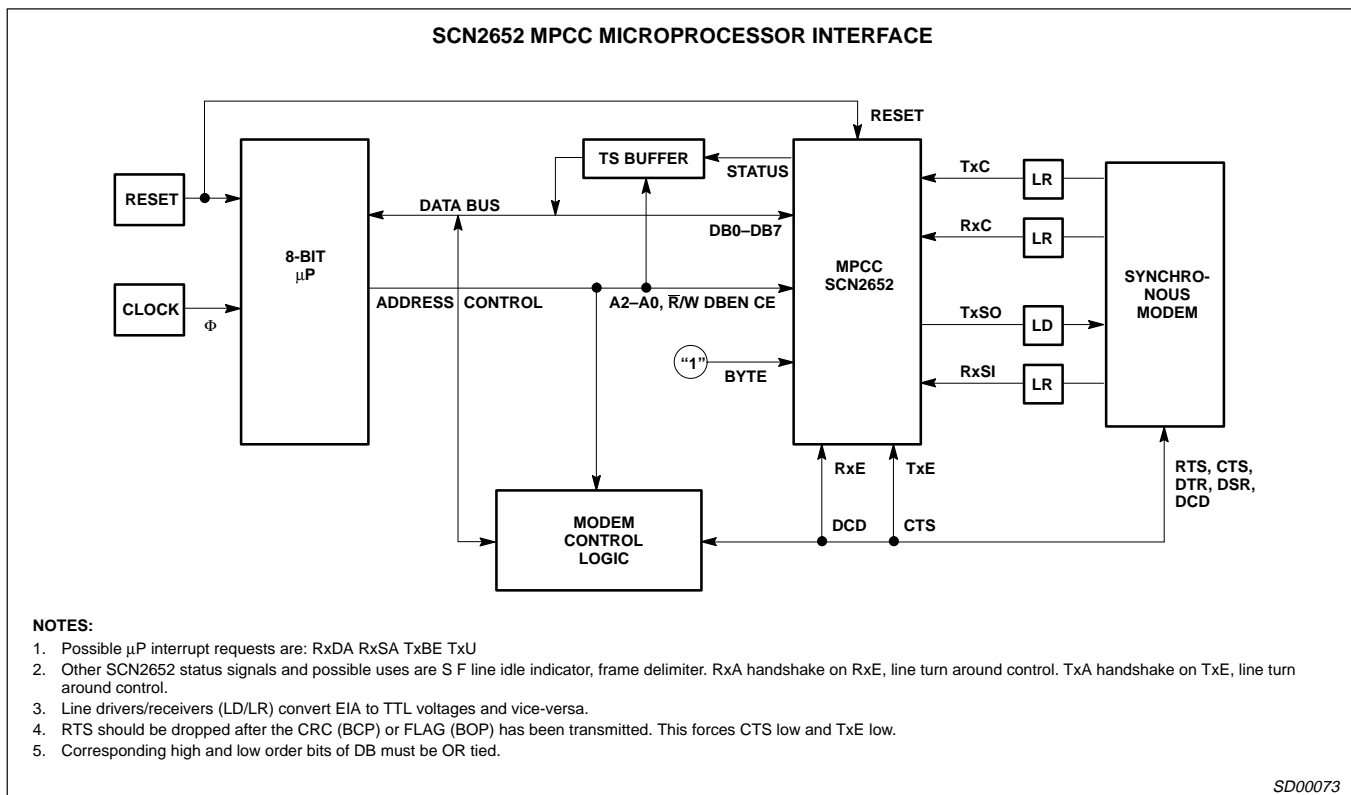 SCN2652 MPCC MICROPROCESSOR INTERFACE
RESET
TS BUFFER
STATUS
TxC
LR
RESET
DATA BUS
DB0–DB7
RxC
LR
8-BIT
μP
MPCC
SCN2652
SYNCHRO-
NOUS
MODEM
CLOCK
Φ
ADDRESS CONTROL
A2–A0, R̅/W DBEN CE
TxSO
LD
“1”
BYTE
RxSI
LR
RxE
TxE
RTS, CTS,
DTR, DSR,
DCD
MODEM
CONTROL
LOGIC
DCD
CTS
NOTES:
1. Possible μP interrupt requests are: RxDA RxSA TxBE TxU
2. Other SCN2652 status signals and possible uses are S F line idle indicator, frame delimiter. RxA handshake on RxE, line turn around control. TxA handshake on TxE, line turn
around control.
3. Line drivers/receivers (LD/LR) convert EIA to TTL voltages and vice-versa.
4. RTS should be dropped after the CRC (BCP) or FLAG (BOP) has been transmitted. This forces CTS low and TxE low.
5. Corresponding high and low order bits of DB must be OR tied.
SD00073